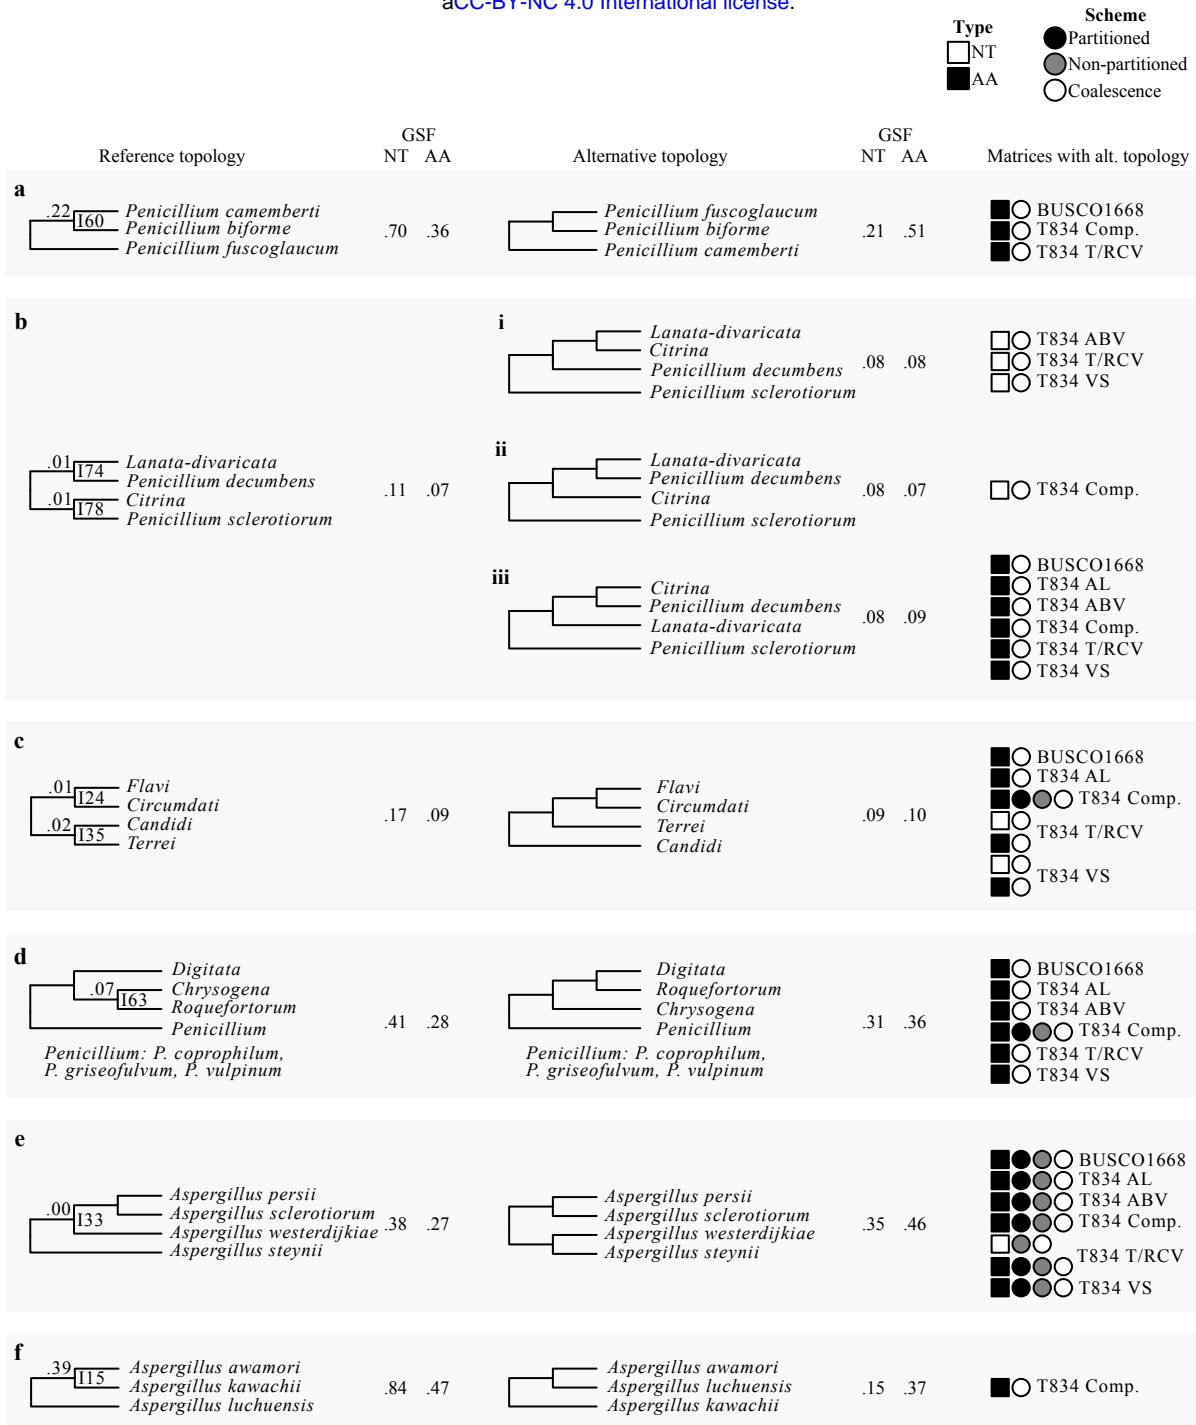 aCC-BY-NC 4.0 International license.
Type
NT
AA
Scheme
Partitioned
Non-partitioned
Coalescence
Reference topology
GSF
NT AA
Alternative topology
GSF
NT AA
Matrices with alt. topology
a
.22
I60
Penicillium camemberti
Penicillium biforme
Penicillium fuscoglaucum
.70 .36
Penicillium fuscoglaucum
Penicillium biforme
Penicillium camemberti
.21 .51
BUSCO1668
T834 Comp.
T834 T/RCV
b
.01
I74
Lanata-divaricata
Penicillium decumbens
.01
I78
Citrina
Penicillium sclerotiorum
.11 .07
i
Lanata-divaricata
Citrina
Penicillium decumbens
Penicillium sclerotiorum
.08 .08
T834 ABV
T834 T/RCV
T834 VS
ii
Lanata-divaricata
Penicillium decumbens
Citrina
Penicillium sclerotiorum
.08 .07
T834 Comp.
iii
Citrina
Penicillium decumbens
Lanata-divaricata
Penicillium sclerotiorum
.08 .09
BUSCO1668
T834 AL
T834 ABV
T834 Comp.
T834 T/RCV
T834 VS
c
.01
I24
Flavi
Circumdati
.02
I35
Candidi
Terrei
.17 .09
Flavi
Circumdati
Terrei
Candidi
.09 .10
BUSCO1668
T834 AL
T834 Comp.
T834 T/RCV
T834 VS
d
.07
I63
Digitata
Chrysogena
Roquefortorum
Penicillium
Penicillium: P. coprophilum,
P. griseofulvum, P. vulpinum
.41 .28
Digitata
Roquefortorum
Chrysogena
Penicillium
Penicillium: P. coprophilum,
P. griseofulvum, P. vulpinum
.31 .36
BUSCO1668
T834 AL
T834 ABV
T834 Comp.
T834 T/RCV
T834 VS
e
.00
I33
Aspergillus persii
Aspergillus sclerotiorum
Aspergillus westerdijkiae
Aspergillus steynii
.38 .27
Aspergillus persii
Aspergillus sclerotiorum
Aspergillus westerdijkiae
Aspergillus steynii
.35 .46
BUSCO1668
T834 AL
T834 ABV
T834 Comp.
T834 T/RCV
T834 VS
f
.39
I15
Aspergillus awamori
Aspergillus kawachii
Aspergillus luchuensis
.84 .47
Aspergillus awamori
Aspergillus luchuensis
Aspergillus kawachii
.15 .37
T834 Comp.